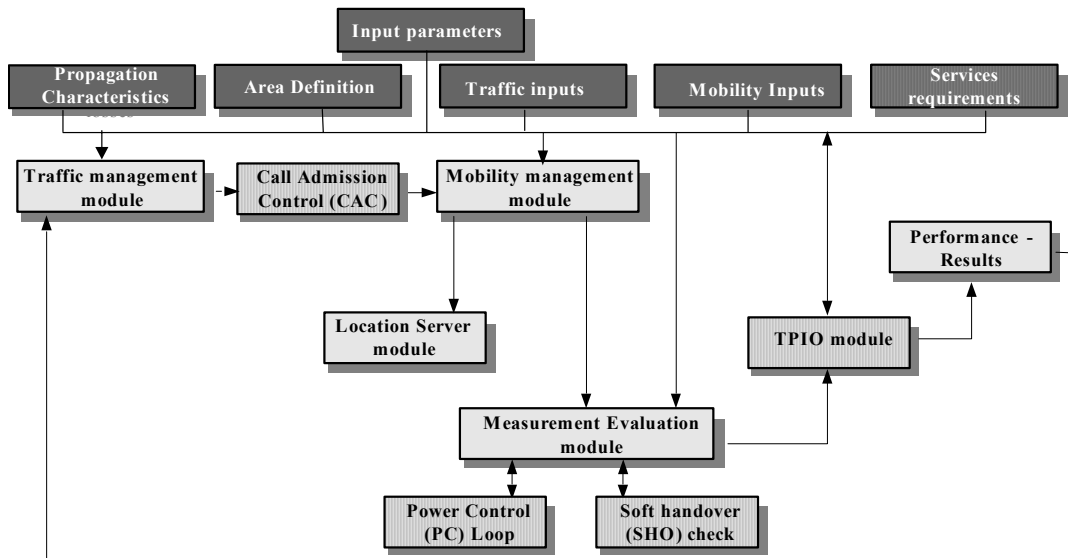 Input parameters
Propagation
Characteristics
losses
Area Definition
Traffic inputs
Mobility Inputs
Services
requirements
Traffic management
module
Call Admission
Control (CAC)
Mobility management
module
Performance -
Results
Location Server
module
TPIO module
Measurement Evaluation
module
Power Control
(PC) Loop
Soft handover
(SHO) check